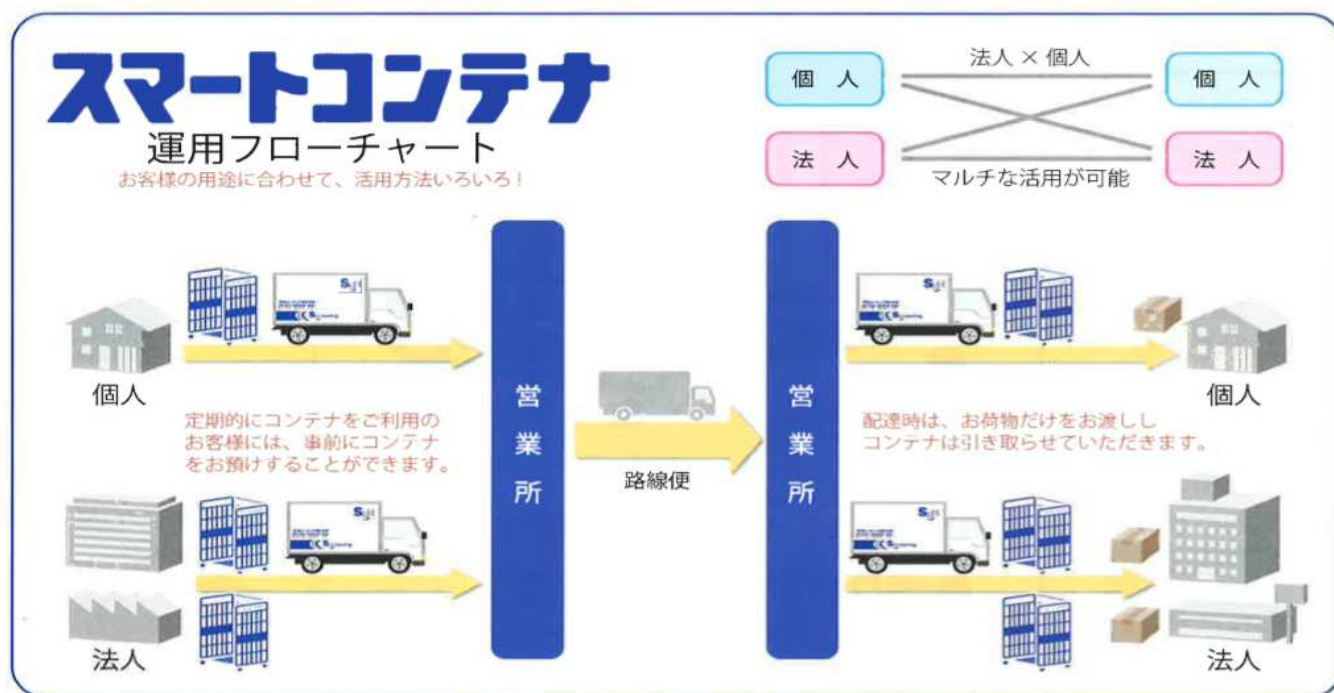 スマートコンテナ
運用フローチャート
お客様の用途に合わせて、活用方法いろいろ！
法人 × 個人
個 人
個 人
法 人
法 人
マルチな活用が可能
個人
定期的にコンテナをご利用の
お客様には、事前にコンテナ
をお預けすることができます。
法人
営業所
路線便
営業所
個人
配達時は、お荷物だけをお渡しし
コンテナは引き取らせていただきます。
法人